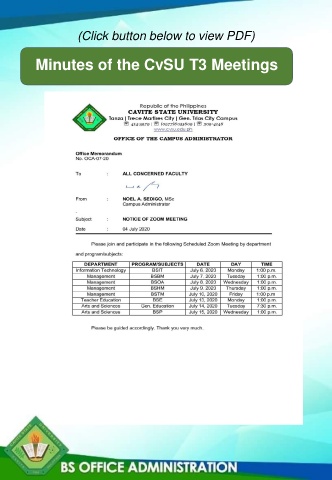 (Click button below to view PDF)
Minutes of the CvSU T3 Meetings
Republic of the Philippines
CAVITE STATE UNIVERSITY
Tanza | Trece Martires City | Gen. Trias City Campus
www.cvsu.edu.ph
OFFICE OF THE CAMPUS ADMINISTRATOR
Office Memorandum
No. OCA-07-20
To : ALL CONCERNED FACULTY
From : NOEL A. SEDIGO, MSc
Campus Administrator
Subject : NOTICE OF ZOOM MEETING
Date : 04 July 2020
Please join and participate in the following Scheduled Zoom Meeting by department
and program/subjects:
DEPARTMENT PROGRAM/SUBJECTS DATE DAY TIME
Information Technology BSIT July 6, 2020 Monday 1:00 p.m.
Management BSBM July 7, 2020 Tuesday 1:00 p.m.
Management BSOA July 8, 2020 Wednesday 1:00 p.m.
Management BSHM July 9, 2020 Thursday 1:00 p.m.
Management BSTM July 10, 2020 Friday 1:00 p.m.
Teacher Education BSE July 13, 2020 Monday 1:00 p.m.
Arts and Sciences Gen. Education July 14, 2020 Tuesday p.m.
Arts and Sciences BSP July 15, 2020 Wednesday 1:00 p.m.
Please be guided accordingly. Thank you very much.
BS OFFICE ADMINISTRATION